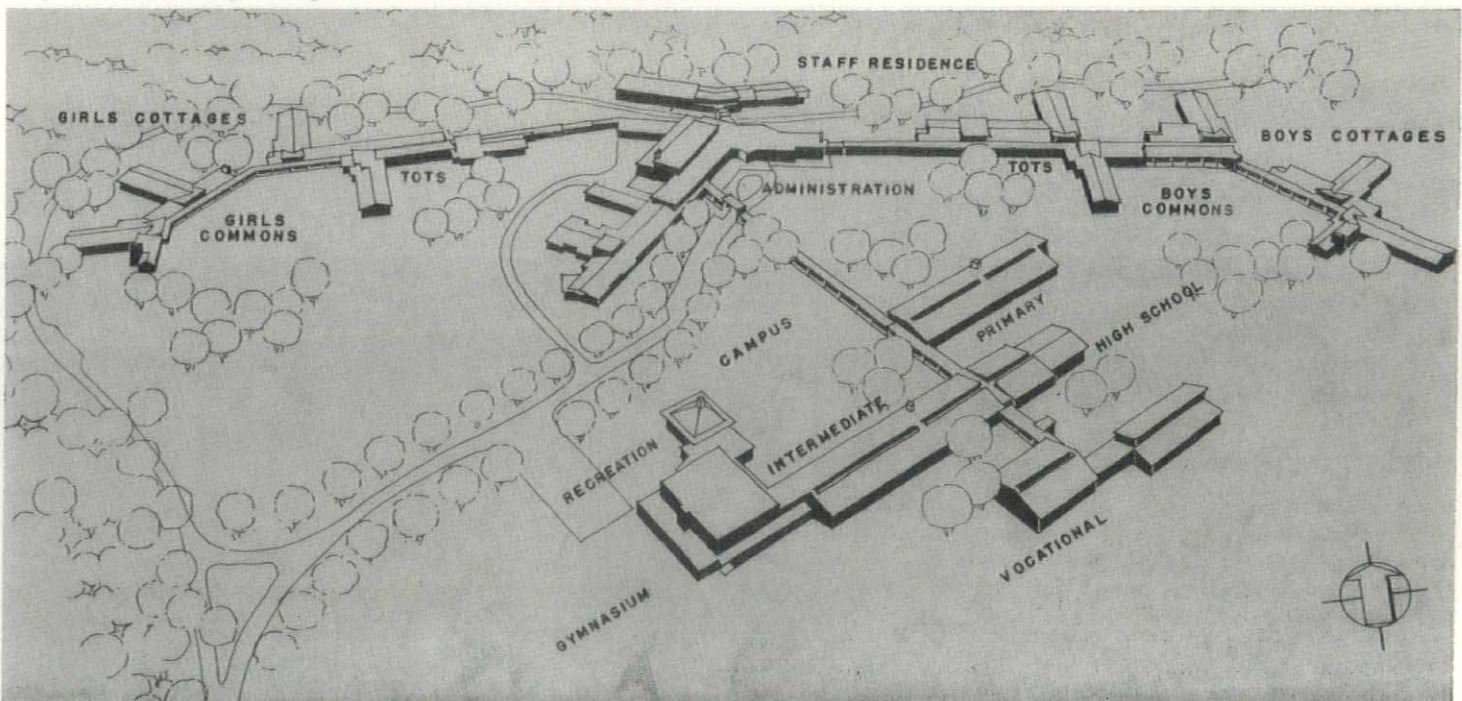 STAFF RESIDENCE
GIRLS COTTAGES
BOYS COTTAGES
TOTS
TOTS
ADMINISTRATION
GIRLS
COMMONS
BOYS
COMMONS
PRIMARY
HIGH SCHOOL
CAMPUS
INTERMEDIATE
RECREATION
VOCATIONAL
GYMNASIUM